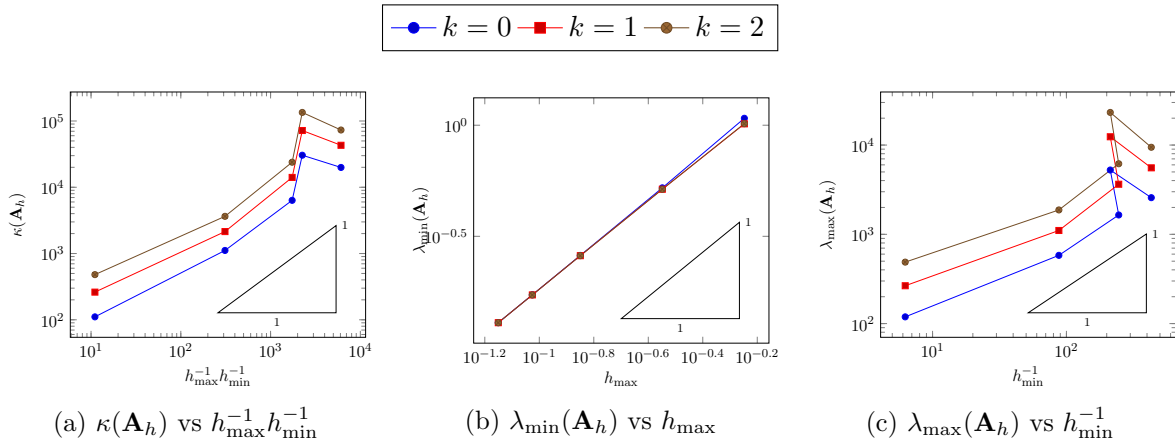 k = 0 k = 1 k = 2
10^5
10^4
10^3
10^2
κ(A_h)
10^1 10^2 10^3 10^4
h_max^{-1} h_min^{-1}
1
1
(a) κ(A_h) vs h_max^{-1} h_min^{-1}
10^0
10^{-0.5}
λ_min(A_h)
10^{-1.2} 10^{-1} 10^{-0.8} 10^{-0.6} 10^{-0.4} 10^{-0.2}
h_max
1
1
(b) λ_min(A_h) vs h_max
10^4
10^3
10^2
λ_max(A_h)
10^1 10^2
h_min^{-1}
1
1
(c) λ_max(A_h) vs h_min^{-1}